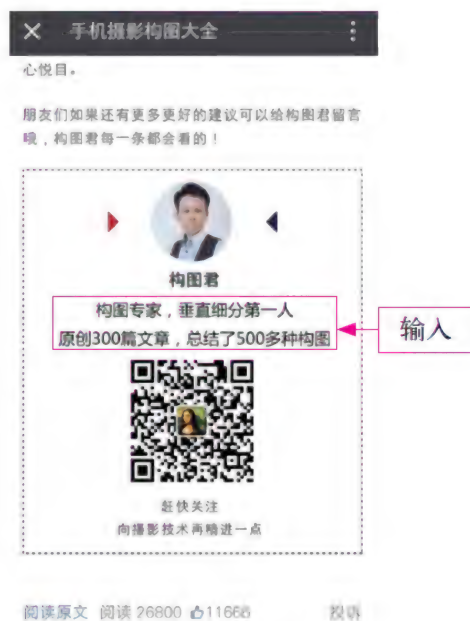 手机摄影构图大全
心悦目。
朋友们如果还有更多更好的建议可以给构图君留言
哦，构图君每一条都会看的！
构图君
构图专家，垂直细分第一人
原创300篇文章，总结了500多种构图
输入
赶快关注
向摄影技术再精进一点
阅读原文 阅读 26800 11666 投诉